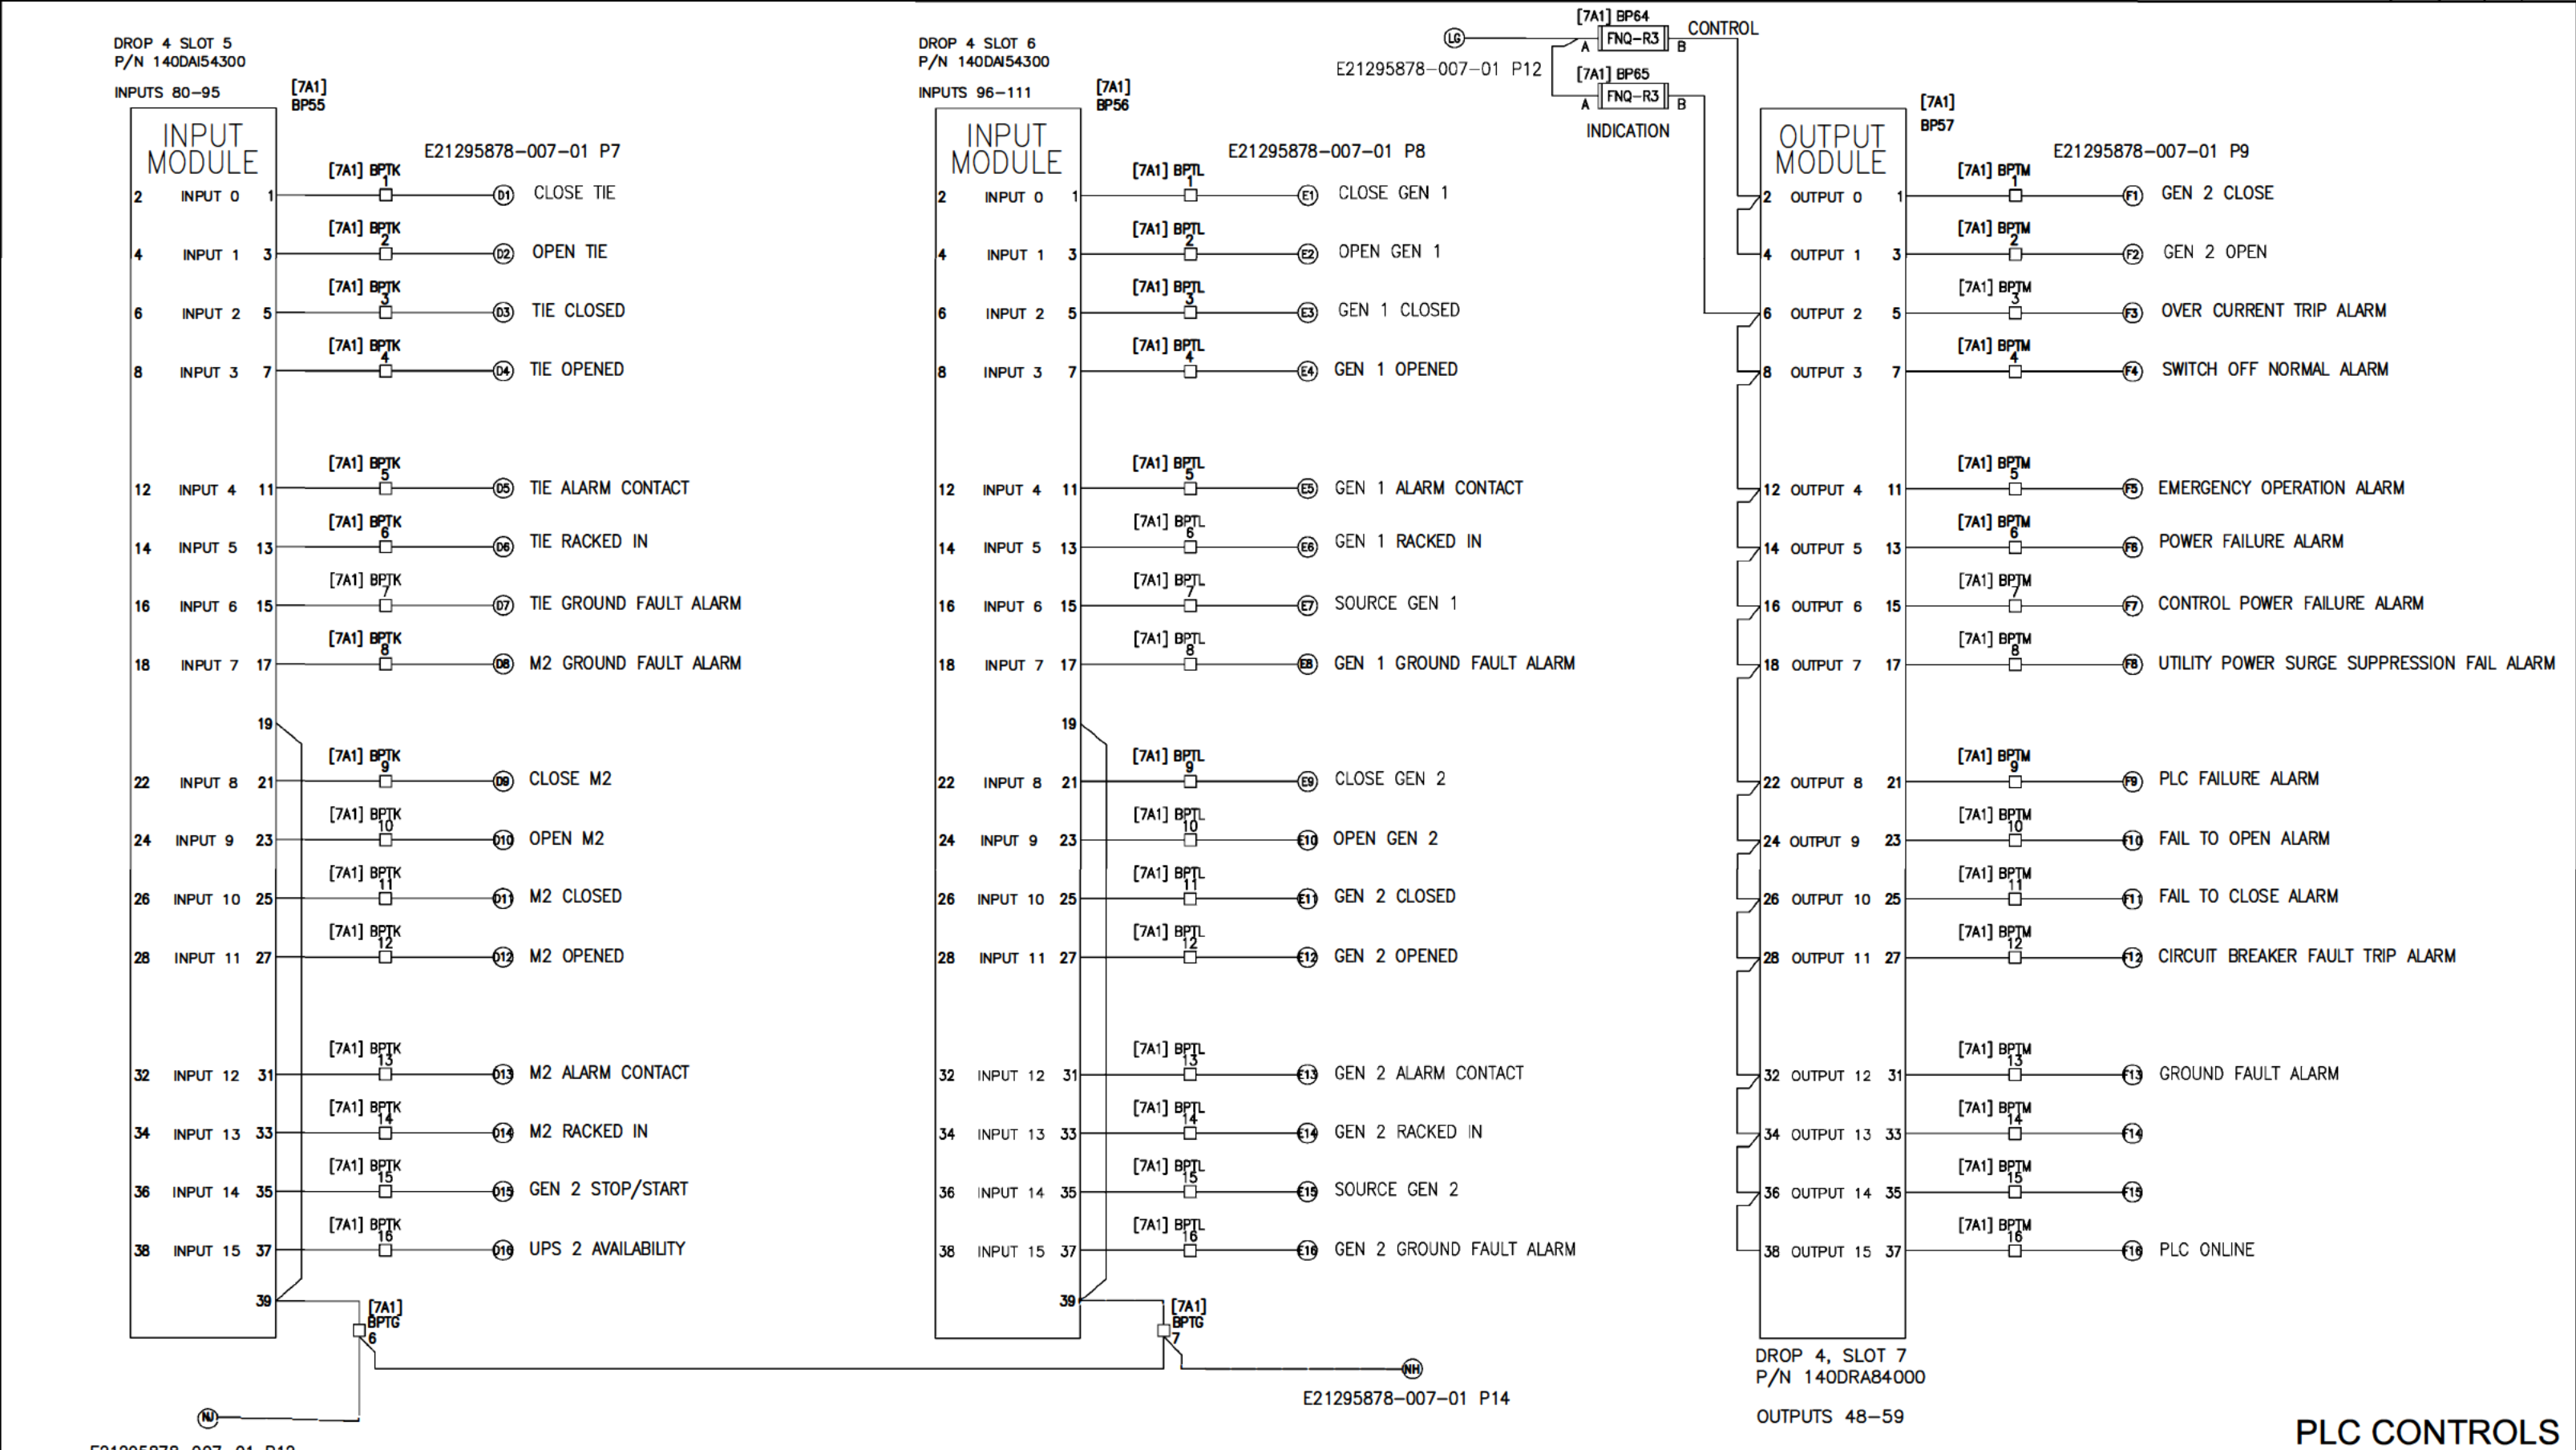 DROP 4 SLOT 5
P/N 140DAI54300
INPUTS 80-95
[7A1]
BP55
INPUT
MODULE
E21295878-007-01 P7
2 INPUT 0 1 [7A1] BPTK 1 D1 CLOSE TIE
4 INPUT 1 3 [7A1] BPTK 2 D2 OPEN TIE
6 INPUT 2 5 [7A1] BPTK 3 D3 TIE CLOSED
8 INPUT 3 7 [7A1] BPTK 4 D4 TIE OPENED
12 INPUT 4 11 [7A1] BPTK 5 D5 TIE ALARM CONTACT
14 INPUT 5 13 [7A1] BPTK 6 D6 TIE RACKED IN
16 INPUT 6 15 [7A1] BPTK 7 D7 TIE GROUND FAULT ALARM
18 INPUT 7 17 [7A1] BPTK 8 D8 M2 GROUND FAULT ALARM
19
22 INPUT 8 21 [7A1] BPTK 9 D9 CLOSE M2
24 INPUT 9 23 [7A1] BPTK 10 D10 OPEN M2
26 INPUT 10 25 [7A1] BPTK 11 D11 M2 CLOSED
28 INPUT 11 27 [7A1] BPTK 12 D12 M2 OPENED
32 INPUT 12 31 [7A1] BPTK 13 D13 M2 ALARM CONTACT
34 INPUT 13 33 [7A1] BPTK 14 D14 M2 RACKED IN
36 INPUT 14 35 [7A1] BPTK 15 D15 GEN 2 STOP/START
38 INPUT 15 37 [7A1] BPTK 16 D16 UPS 2 AVAILABILITY
39
[7A1]
BPTG
6
NJ
DROP 4 SLOT 6
P/N 140DAI54300
INPUTS 96-111
[7A1]
BP56
INPUT
MODULE
E21295878-007-01 P8
2 INPUT 0 1 [7A1] BPTL 1 E1 CLOSE GEN 1
4 INPUT 1 3 [7A1] BPTL 2 E2 OPEN GEN 1
6 INPUT 2 5 [7A1] BPTL 3 E3 GEN 1 CLOSED
8 INPUT 3 7 [7A1] BPTL 4 E4 GEN 1 OPENED
12 INPUT 4 11 [7A1] BPTL 5 E5 GEN 1 ALARM CONTACT
14 INPUT 5 13 [7A1] BPTL 6 E6 GEN 1 RACKED IN
16 INPUT 6 15 [7A1] BPTL 7 E7 SOURCE GEN 1
18 INPUT 7 17 [7A1] BPTL 8 E8 GEN 1 GROUND FAULT ALARM
19
22 INPUT 8 21 [7A1] BPTL 9 E9 CLOSE GEN 2
24 INPUT 9 23 [7A1] BPTL 10 E10 OPEN GEN 2
26 INPUT 10 25 [7A1] BPTL 11 E11 GEN 2 CLOSED
28 INPUT 11 27 [7A1] BPTL 12 E12 GEN 2 OPENED
32 INPUT 12 31 [7A1] BPTL 13 E13 GEN 2 ALARM CONTACT
34 INPUT 13 33 [7A1] BPTL 14 E14 GEN 2 RACKED IN
36 INPUT 14 35 [7A1] BPTL 15 E15 SOURCE GEN 2
38 INPUT 15 37 [7A1] BPTL 16 E16 GEN 2 GROUND FAULT ALARM
39
[7A1]
BPTG
7
NH
E21295878-007-01 P14
[7A1] BP64
LG A FNQ-R3 B CONTROL
E21295878-007-01 P12
[7A1] BP65
A FNQ-R3 B
INDICATION
[7A1]
BP57
OUTPUT
MODULE
E21295878-007-01 P9
2 OUTPUT 0 1 [7A1] BPTM 1 F1 GEN 2 CLOSE
4 OUTPUT 1 3 [7A1] BPTM 2 F2 GEN 2 OPEN
6 OUTPUT 2 5 [7A1] BPTM 3 F3 OVER CURRENT TRIP ALARM
8 OUTPUT 3 7 [7A1] BPTM 4 F4 SWITCH OFF NORMAL ALARM
12 OUTPUT 4 11 [7A1] BPTM 5 F5 EMERGENCY OPERATION ALARM
14 OUTPUT 5 13 [7A1] BPTM 6 F6 POWER FAILURE ALARM
16 OUTPUT 6 15 [7A1] BPTM 7 F7 CONTROL POWER FAILURE ALARM
18 OUTPUT 7 17 [7A1] BPTM 8 F8 UTILITY POWER SURGE SUPPRESSION FAIL ALARM
22 OUTPUT 8 21 [7A1] BPTM 9 F9 PLC FAILURE ALARM
24 OUTPUT 9 23 [7A1] BPTM 10 F10 FAIL TO OPEN ALARM
26 OUTPUT 10 25 [7A1] BPTM 11 F11 FAIL TO CLOSE ALARM
28 OUTPUT 11 27 [7A1] BPTM 12 F12 CIRCUIT BREAKER FAULT TRIP ALARM
32 OUTPUT 12 31 [7A1] BPTM 13 F13 GROUND FAULT ALARM
34 OUTPUT 13 33 [7A1] BPTM 14 F14
36 OUTPUT 14 35 [7A1] BPTM 15 F15
38 OUTPUT 15 37 [7A1] BPTM 16 F16 PLC ONLINE
DROP 4, SLOT 7
P/N 140DRA84000
OUTPUTS 48-59
PLC CONTROLS